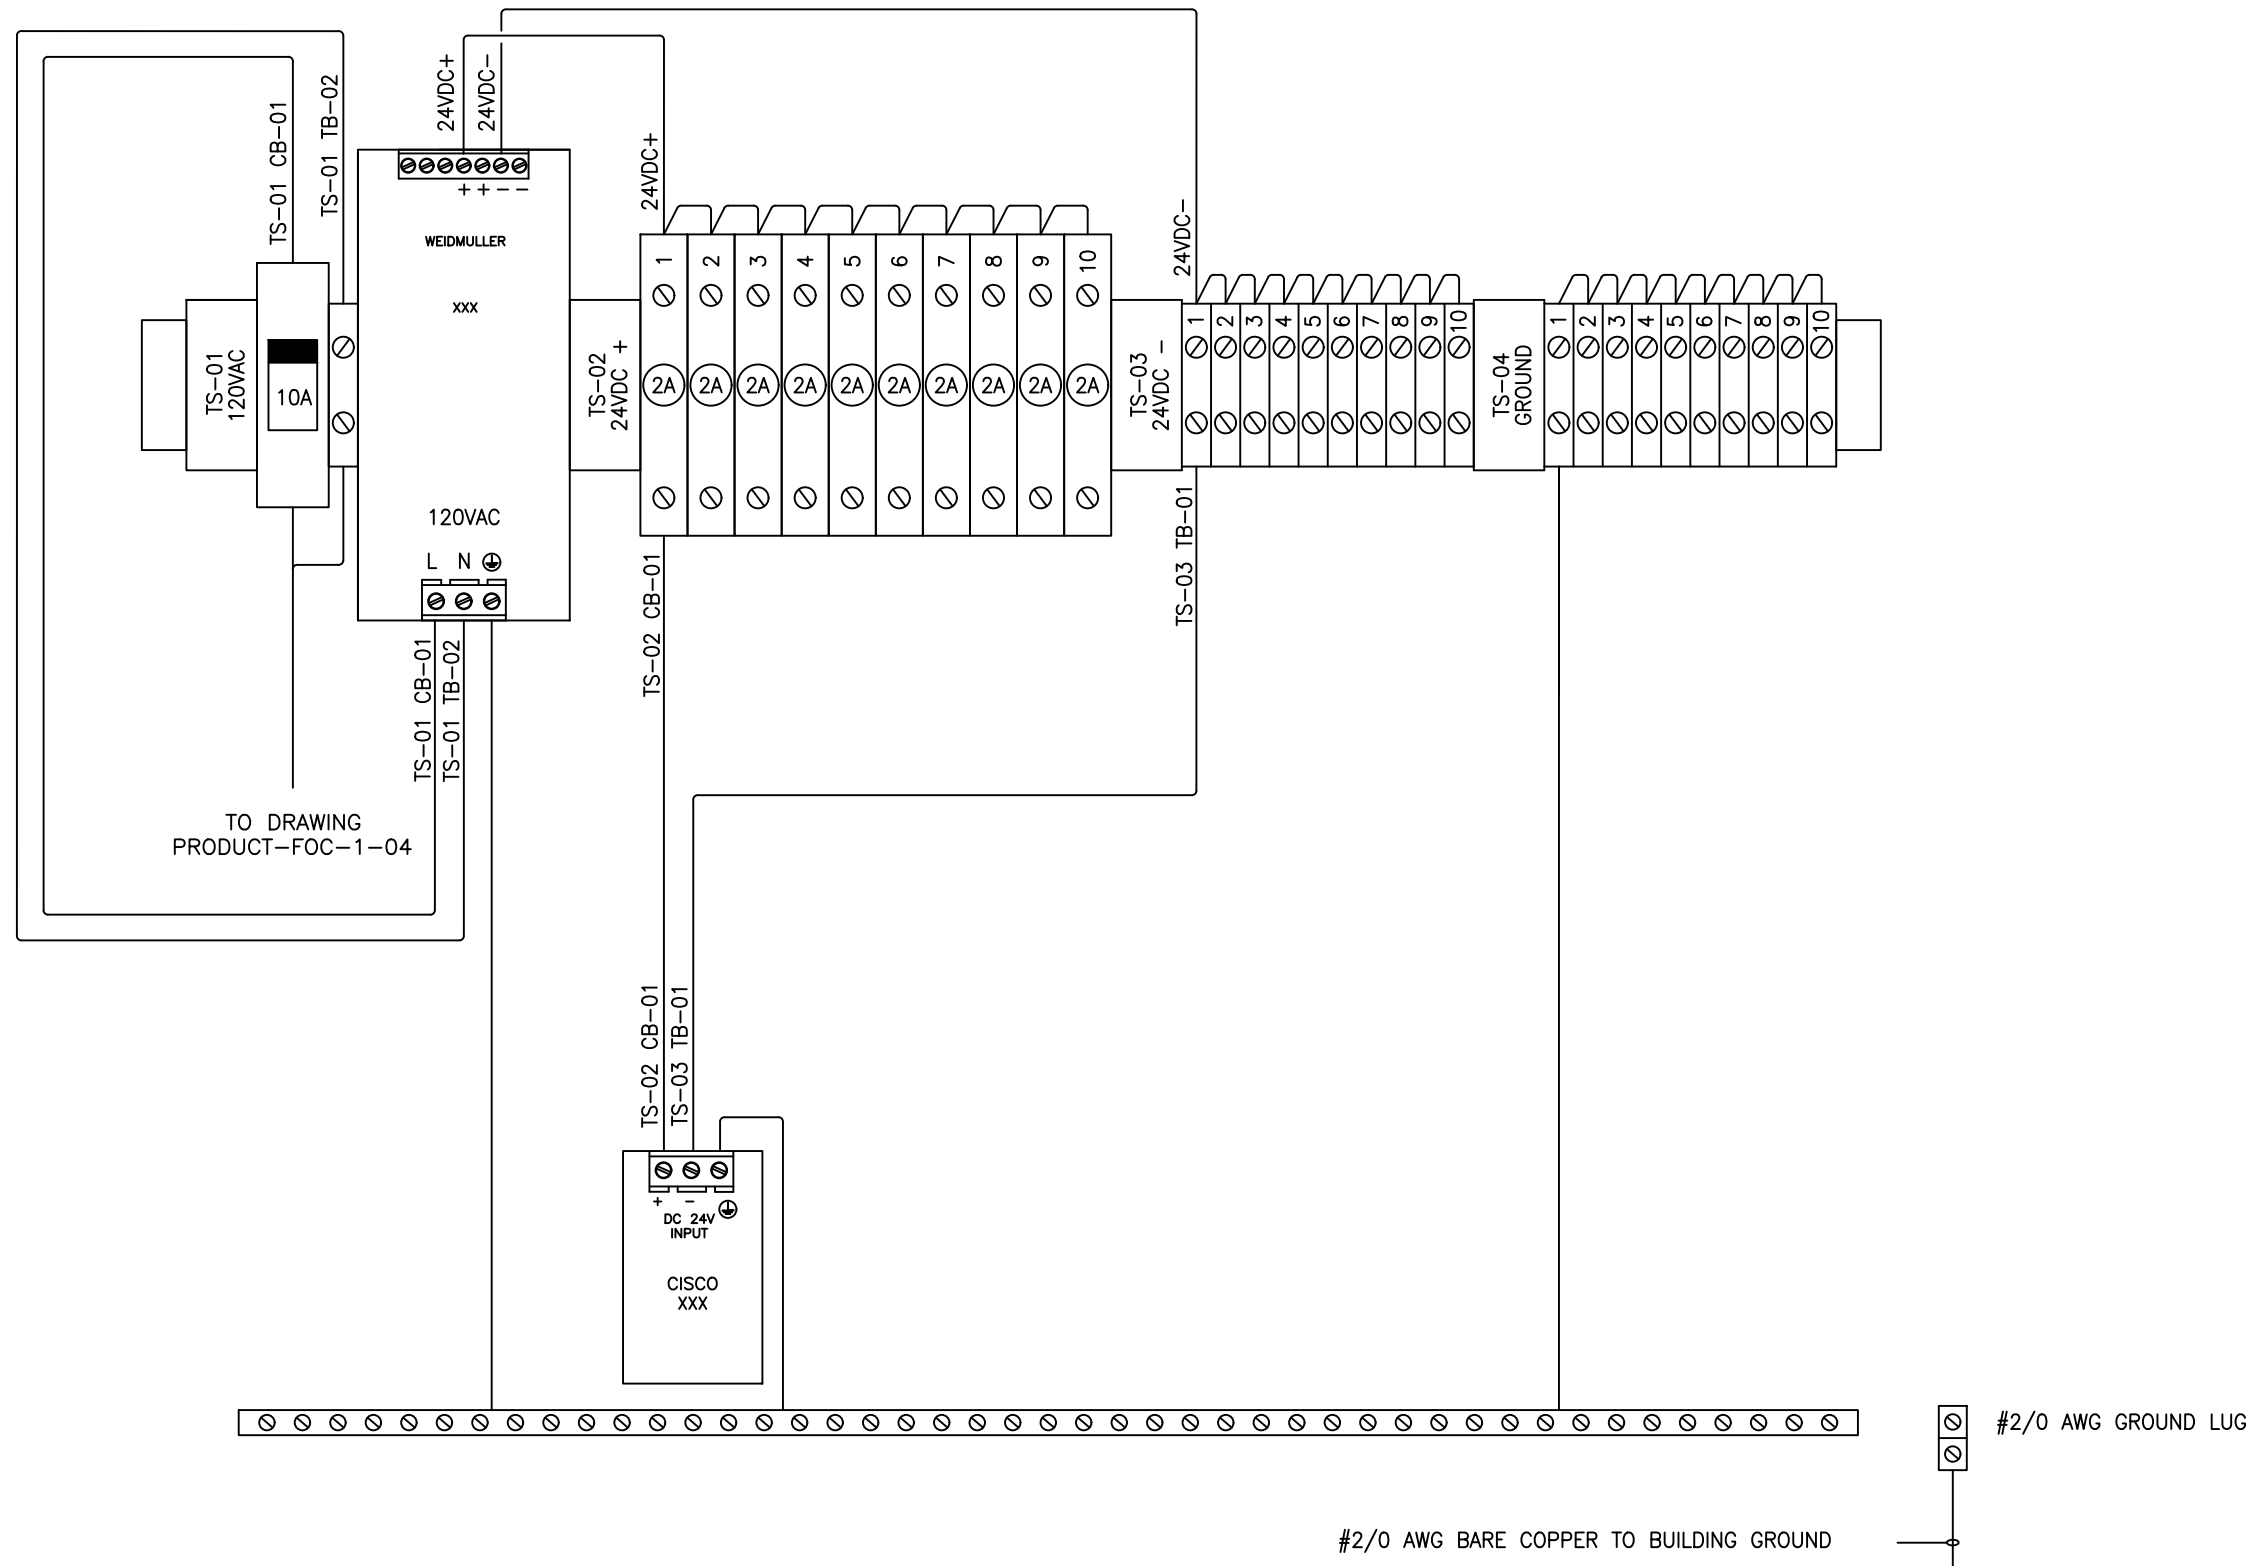 24VDC+
24VDC-
TS-01 CB-01
TS-01 TB-02
+ + - -
WEIDMULLER
XXX
24VDC+
24VDC-
1 2 3 4 5 6 7 8 9 10
1 2 3 4 5 6 7 8 9 10
1 2 3 4 5 6 7 8 9 10
TS-01
120VAC
10A
TS-02
24VDC +
2A 2A 2A 2A 2A 2A 2A 2A 2A 2A
TS-03
24VDC -
TS-04
GROUND
120VAC
L N
TS-01 CB-01
TS-01 TB-02
TS-02 CB-01
TS-03 TB-01
TO DRAWING
PRODUCT-FOC-1-04
TS-02 CB-01
TS-03 TB-01
+ -
DC 24V
INPUT
CISCO
XXX
#2/0 AWG GROUND LUG
#2/0 AWG BARE COPPER TO BUILDING GROUND